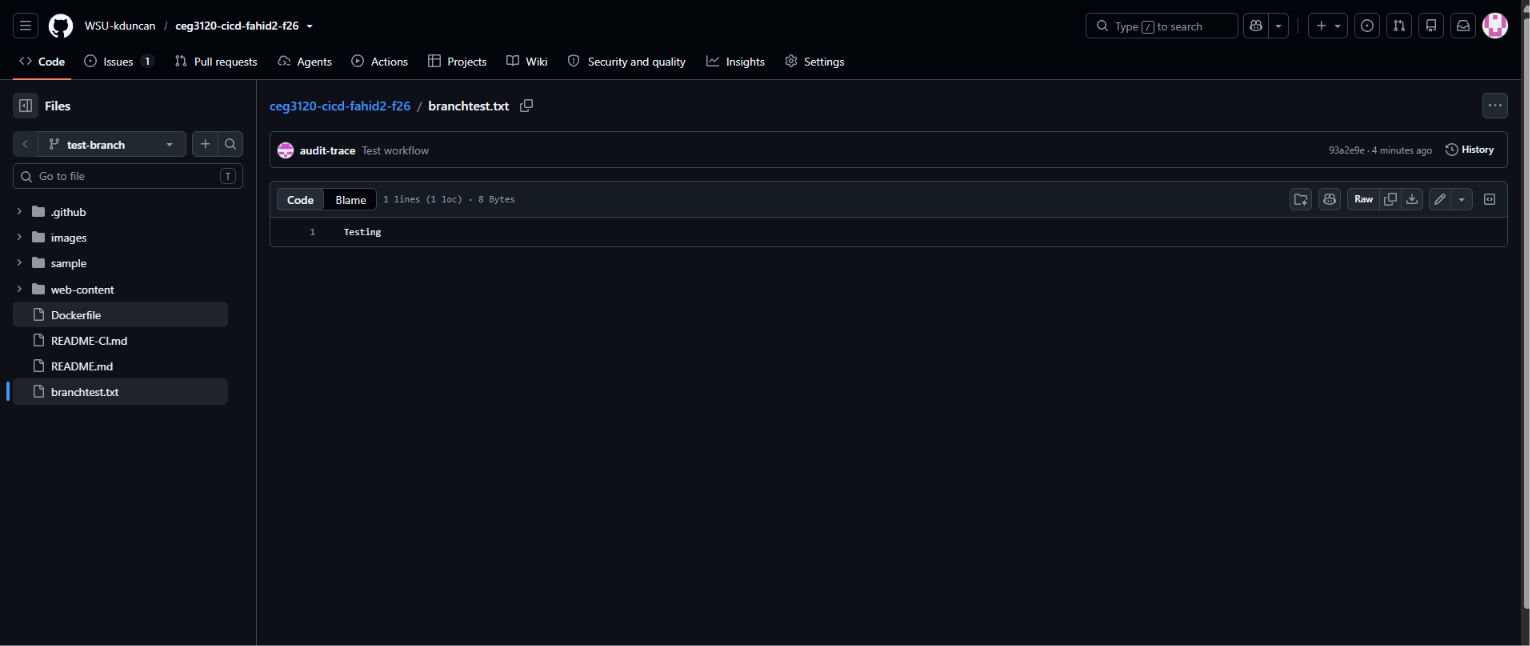 WSU-kduncan / ceg3120-cicd-fahid2-f26
Type / to search
Code
Issues 1
Pull requests
Agents
Actions
Projects
Wiki
Security and quality
Insights
Settings
Files
test-branch
Go to file T
.github
images
sample
web-content
Dockerfile
README-CI.md
README.md
branchtest.txt
ceg3120-cicd-fahid2-f26 / branchtest.txt
audit-trace Test workflow
93a2e9e · 4 minutes ago History
Code Blame 1 lines (1 loc) · 8 Bytes Raw
1 Testing